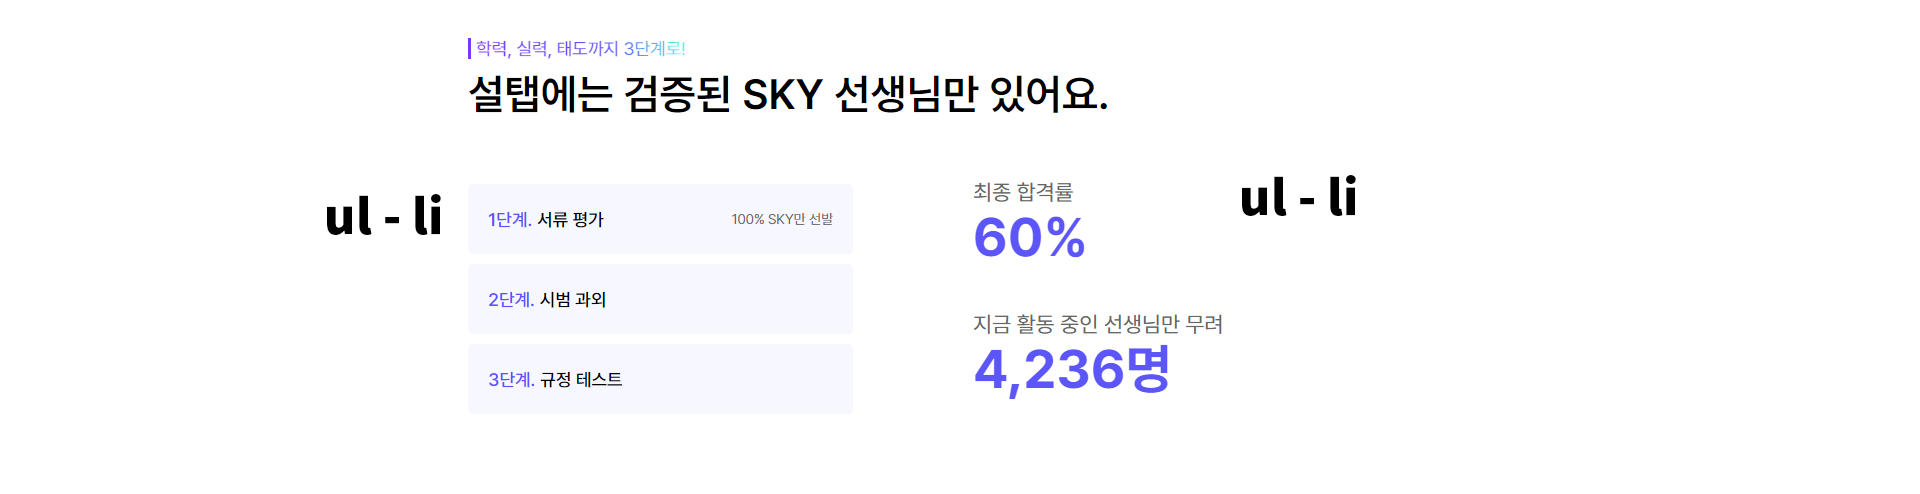 학력, 실력, 태도까지 3단계로!
설탭에는 검증된 SKY 선생님만 있어요.
ul - li
1단계. 서류 평가
100% SKY만 선발
2단계. 시범 과외
3단계. 규정 테스트
최종 합격률
60%
ul - li
지금 활동 중인 선생님만 무려
4,236명